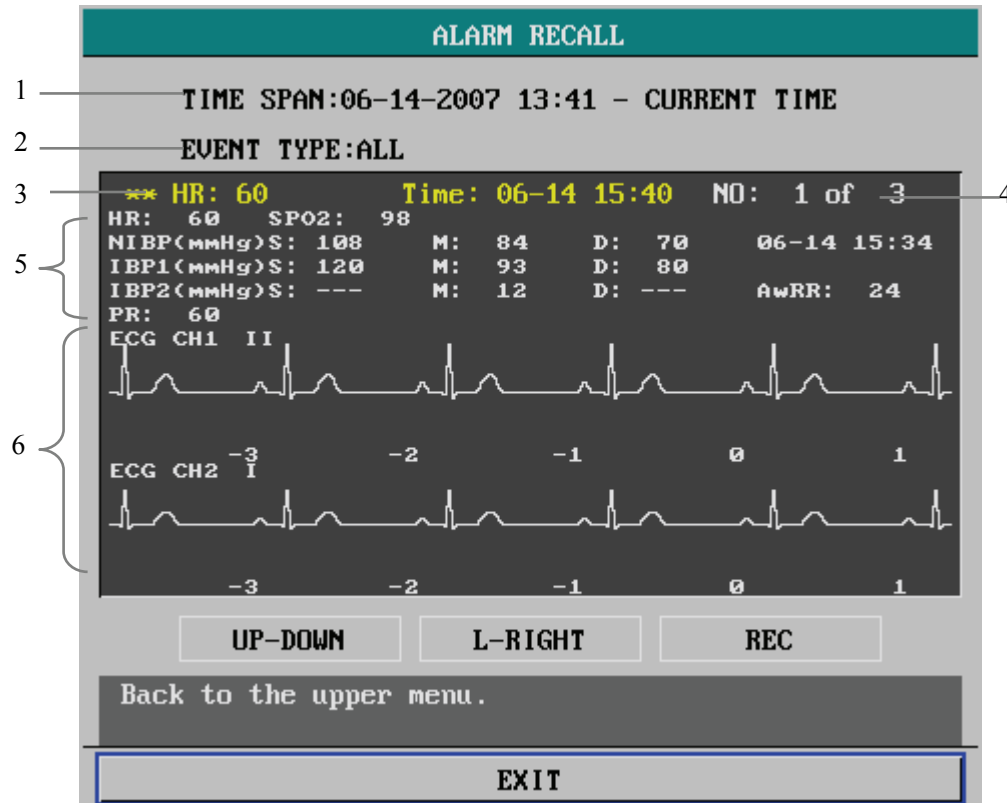 ALARM RECALL
1 TIME SPAN:06-14-2007 13:41 - CURRENT TIME
2 EVENT TYPE:ALL
3 ** HR: 60 Time: 06-14 15:40 NO: 1 of 3 4
HR: 60 SPO2: 98
NIBP(mmHg)S: 108 M: 84 D: 70 06-14 15:34
5 IBP1(mmHg)S: 120 M: 93 D: 80
IBP2(mmHg)S: --- M: 12 D: --- AwRR: 24
PR: 60
ECG CH1 II
6
-3 -2 -1 0 1
ECG CH2 I
-3 -2 -1 0 1
UP-DOWN L-RIGHT REC
Back to the upper menu.
EXIT